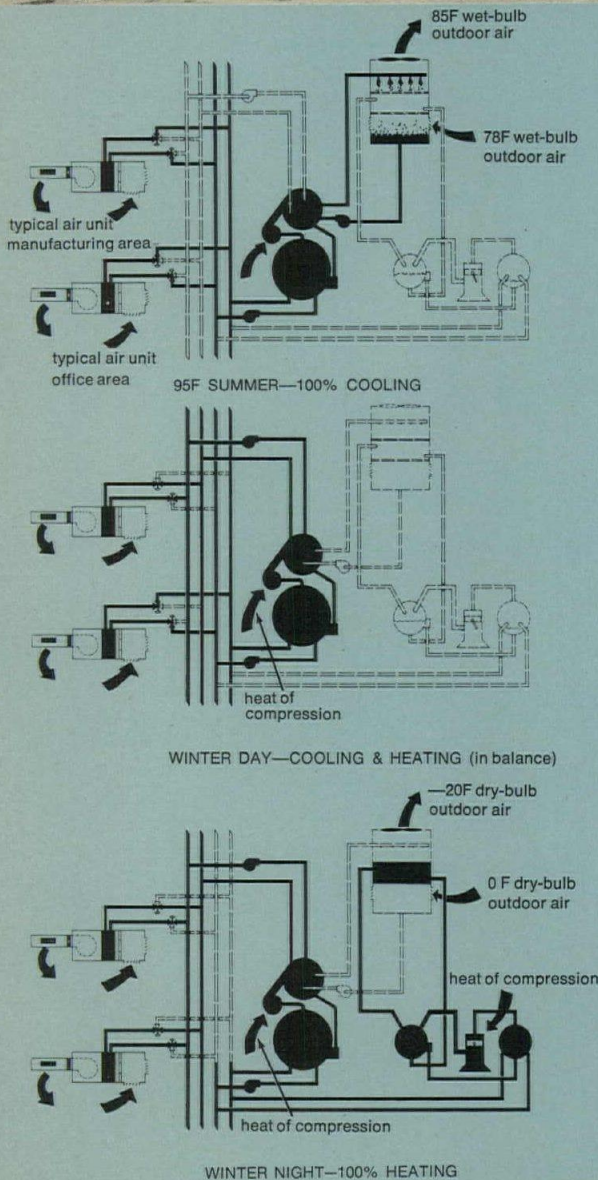 85F wet-bulb
outdoor air
78F wet-bulb
outdoor air
typical air unit
manufacturing area
typical air unit
office area
95F SUMMER—100% COOLING
heat of
compression
WINTER DAY—COOLING & HEATING (in balance)
—20F dry-bulb
outdoor air
0 F dry-bulb
outdoor air
heat of compression
heat of compression
WINTER NIGHT—100% HEATING